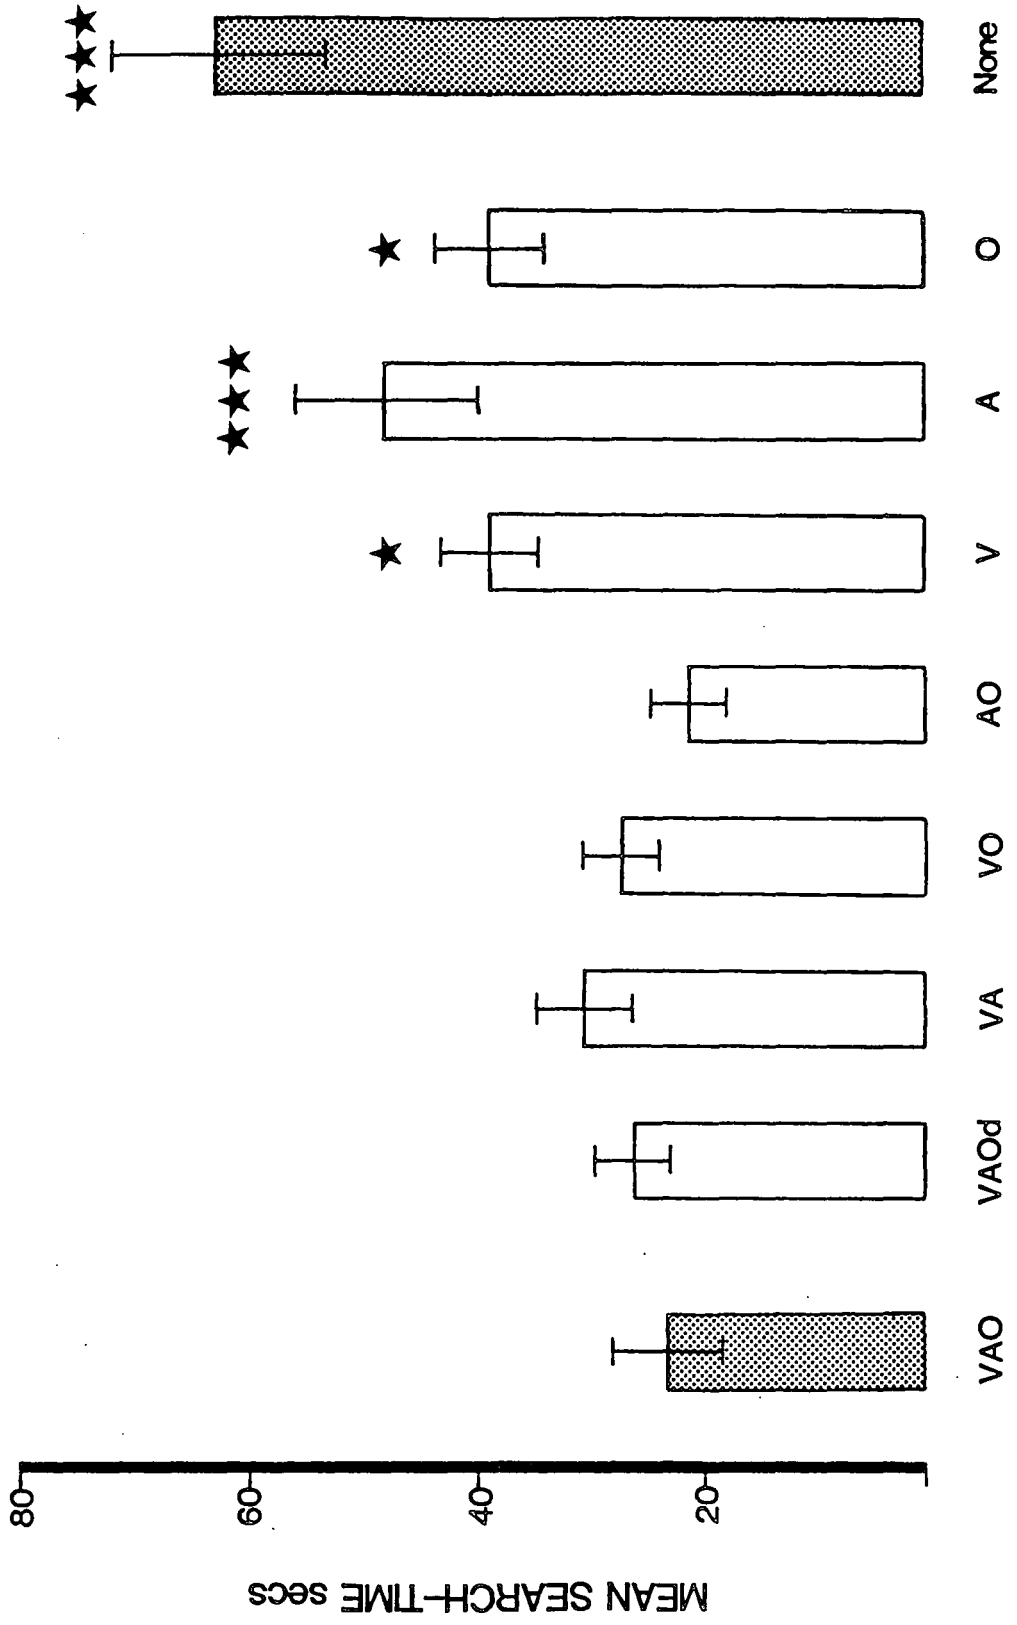 MEAN SEARCH-TIME secs
80
60
40
20
VAO
VAOd
VA
VO
AO
V
A
O
None
★
★★★
★
★★★